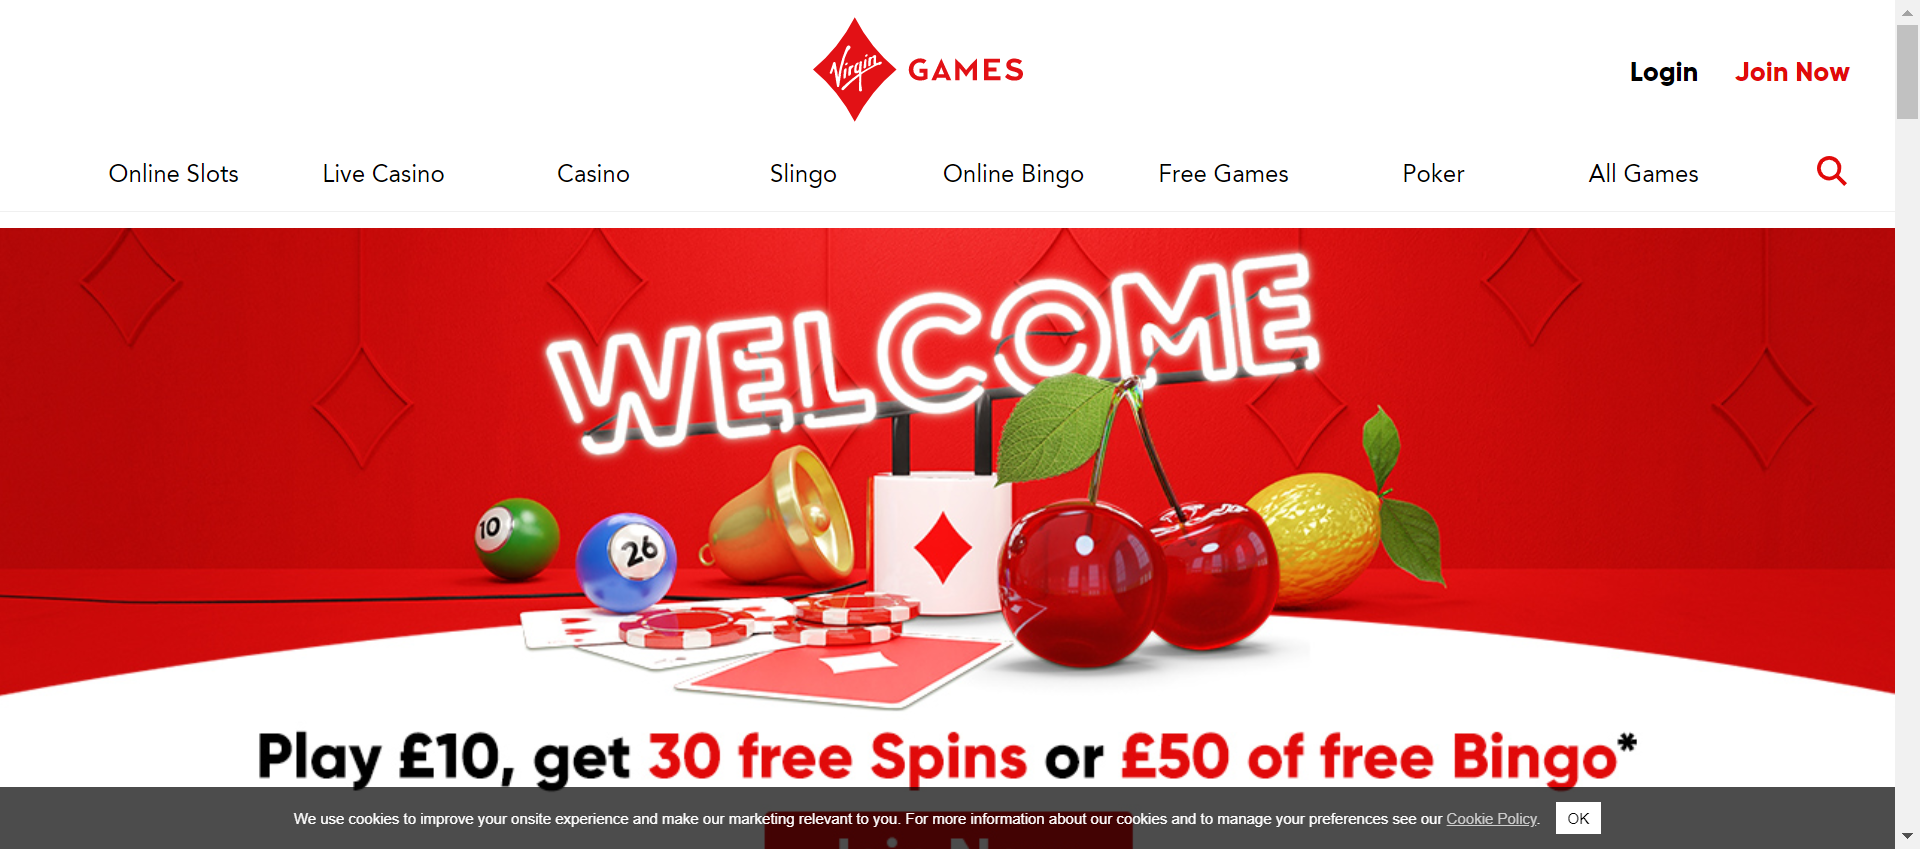 Virgin GAMES
Login Join Now
Online Slots Live Casino Casino Slingo Online Bingo Free Games Poker All Games
WELCOME
10
26
Play £10, get 30 free Spins or £50 of free Bingo*
We use cookies to improve your onsite experience and make our marketing relevant to you. For more information about our cookies and to manage your preferences see our Cookie Policy. OK
Join Now